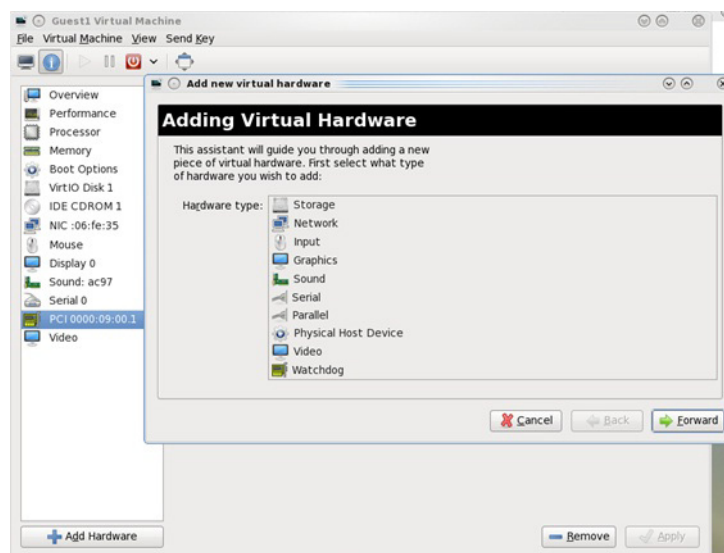 Guest1 Virtual Machine
File Virtual Machine View Send Key
Add new virtual hardware
Overview
Performance
Processor
Memory
Boot Options
VirtIO Disk 1
IDE CDROM 1
NIC :06:fe:35
Mouse
Display 0
Sound: ac97
Serial 0
PCI 0000:09:00.1
Video
Adding Virtual Hardware
This assistant will guide you through adding a new
piece of virtual hardware. First select what type
of hardware you wish to add:
Hardware type:
Storage
Network
Input
Graphics
Sound
Serial
Parallel
Physical Host Device
Video
Watchdog
Cancel
Back
Forward
Add Hardware
Remove
Apply